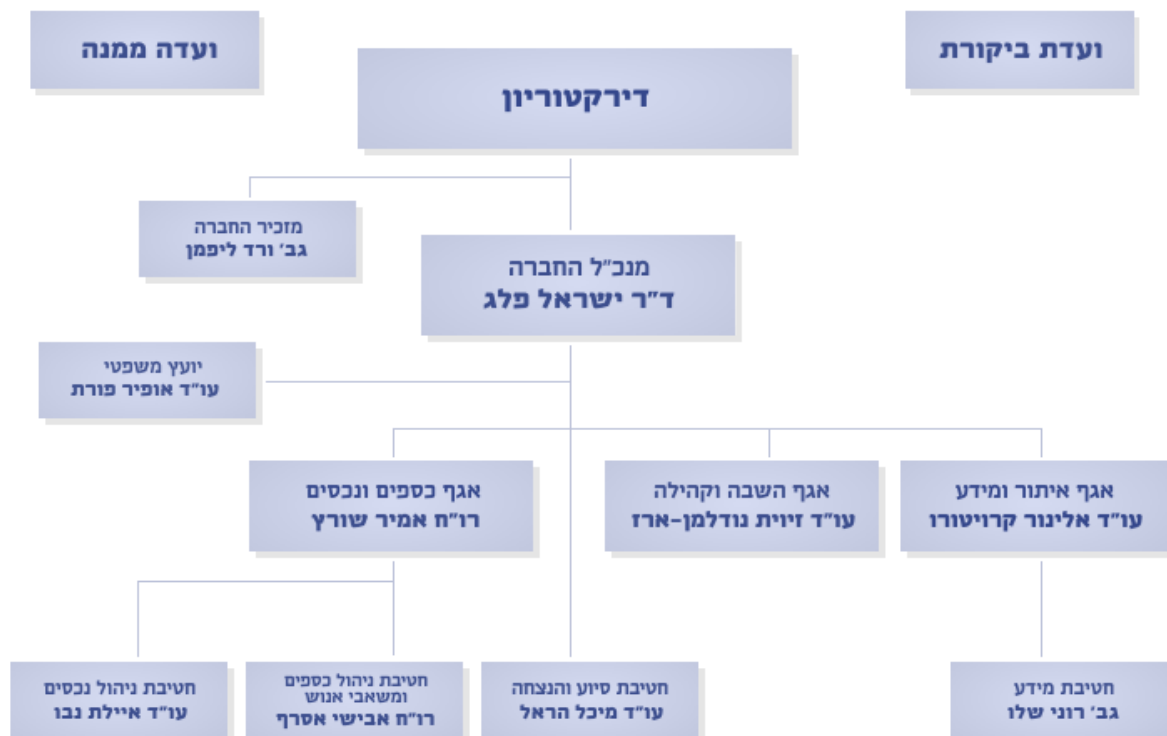 ועדת ביקורת
ועדה ממנה
דירקטוריון
מזכיר החברה
גב' ורד ליפמן
מנכ"ל החברה
ד"ר ישראל פלג
יועץ משפטי
עו"ד אופיר פורת
אגף איתור ומידע
עו"ד אלינור קרויטורו
אגף השבה וקהילה
עו"ד זיוית נודלמן-ארז
אגף כספים ונכסים
רו"ח אמיר שורץ
חטיבת מידע
גב' רוני שלו
חטיבת סיוע והנצחה
עו"ד מיכל הראל
חטיבת ניהול כספים
ומשאבי אנוש
רו"ח אבישי אסרף
חטיבת ניהול נכסים
עו"ד איילת נבו